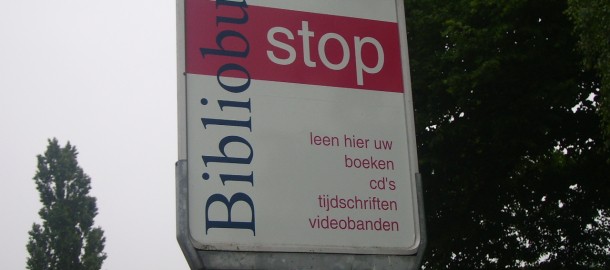 Bibliobu
stop
leen hier uw
boeken
cd's
tijdschriften
videobanden